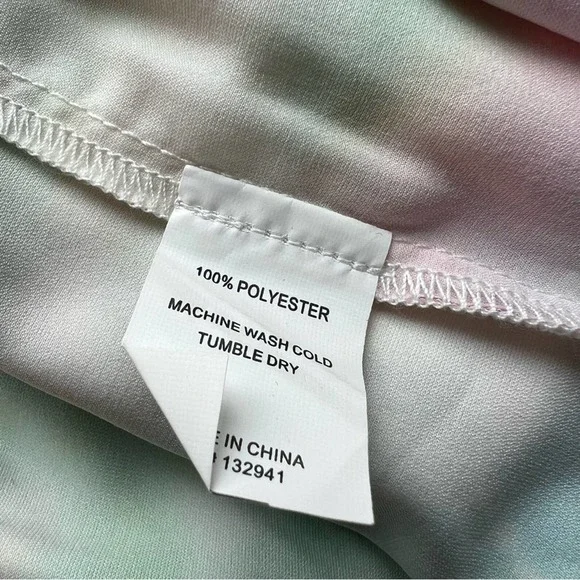 100% POLYESTER
MACHINE WASH COLD
TUMBLE DRY
E IN CHINA
# 132941